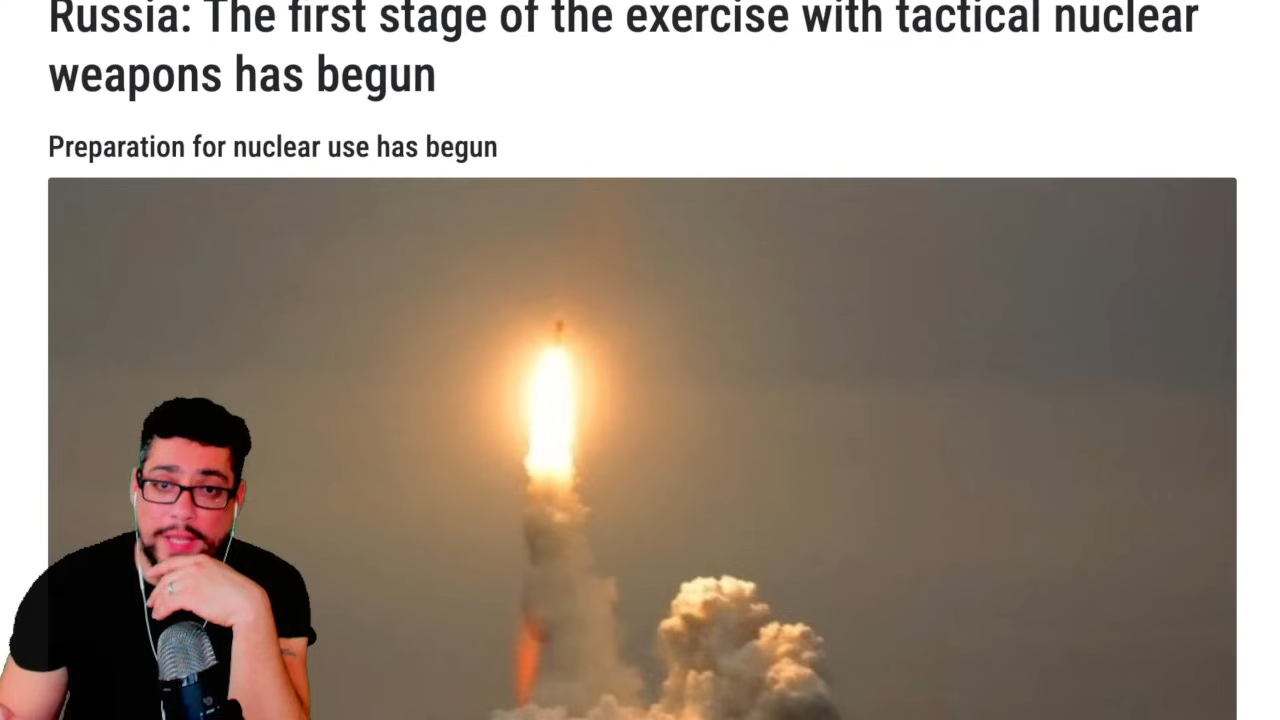 Russia: The first stage of the exercise with tactical nuclear
weapons has begun
Preparation for nuclear use has begun